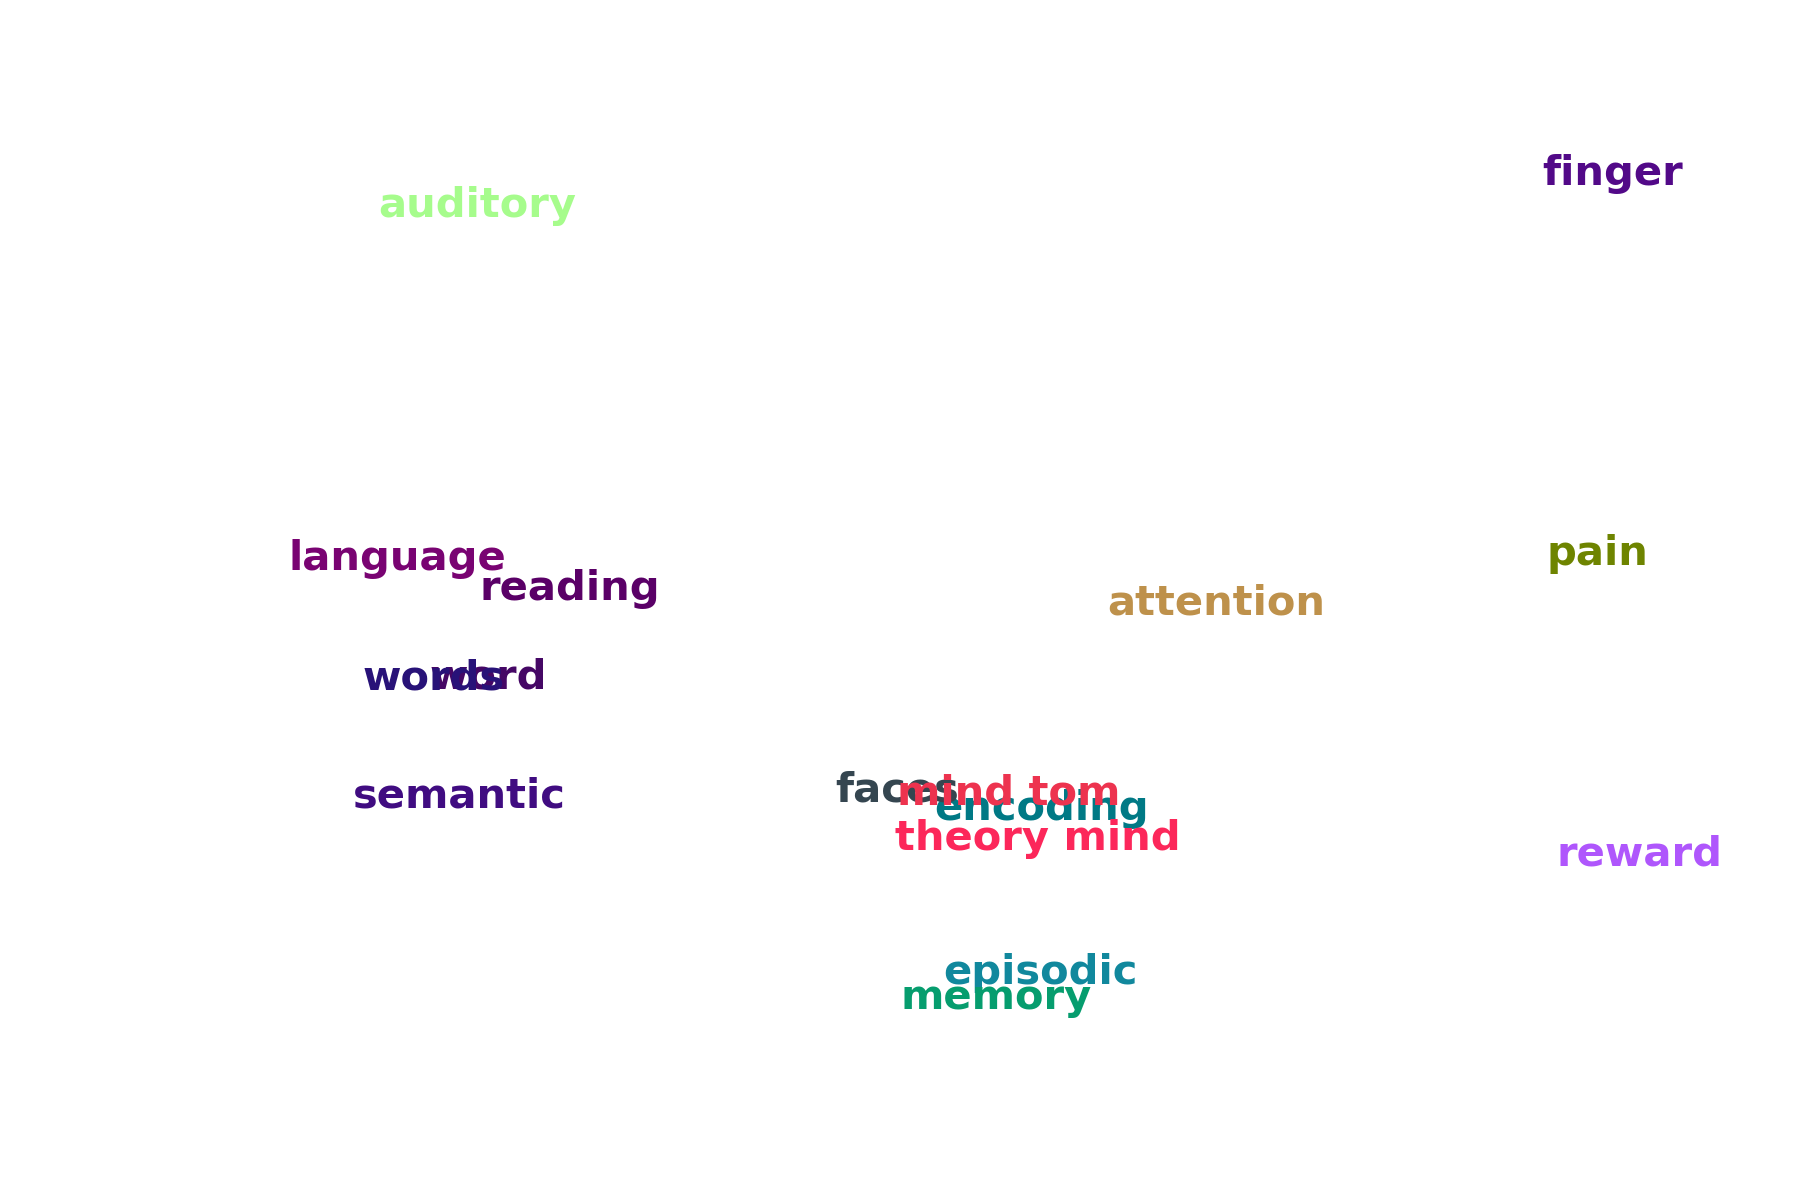 finger
auditory
pain
language
reading
attention
words
word
faces
mind tom
semantic
encoding
theory mind
reward
episodic
memory